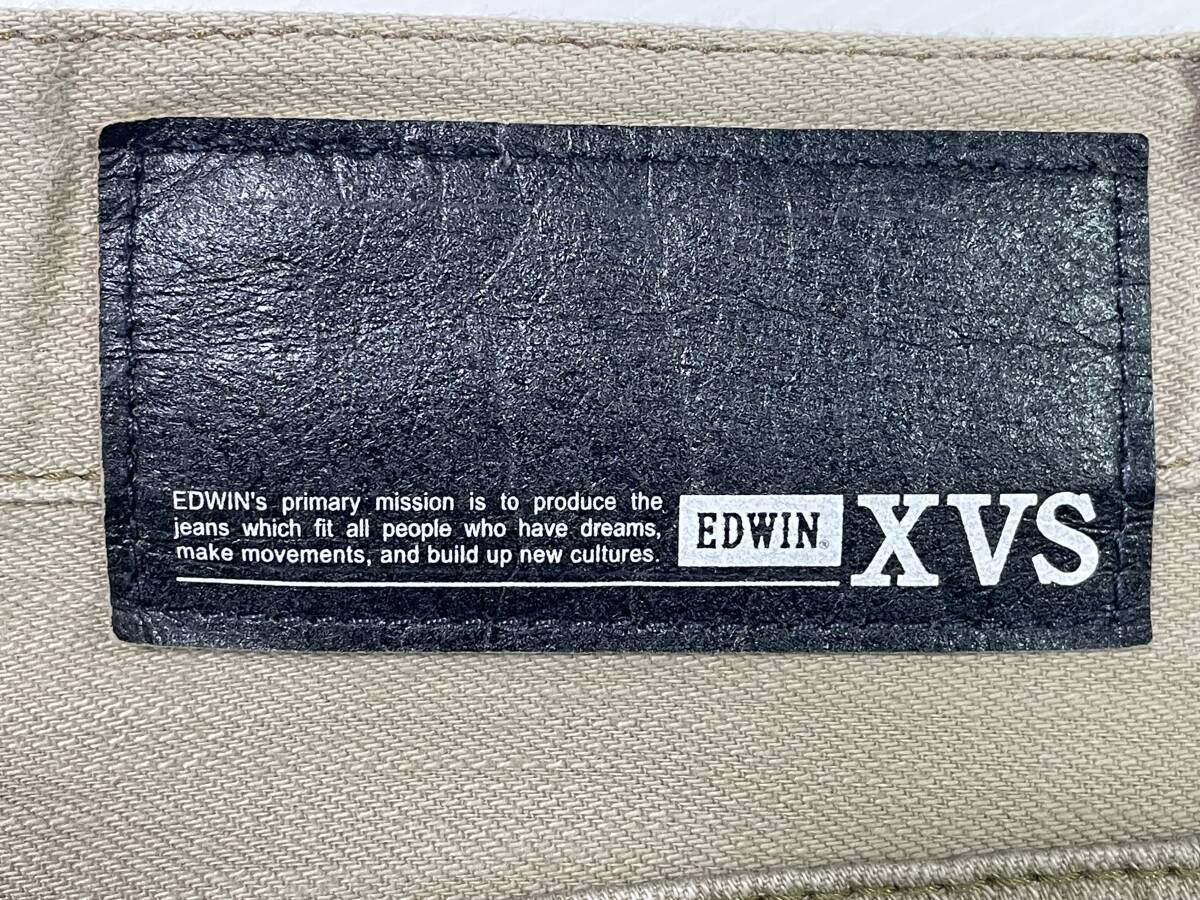 EDWIN's primary mission is to produce the
jeans which fit all people who have dreams,
make movements, and build up new cultures.
EDWIN® XVS